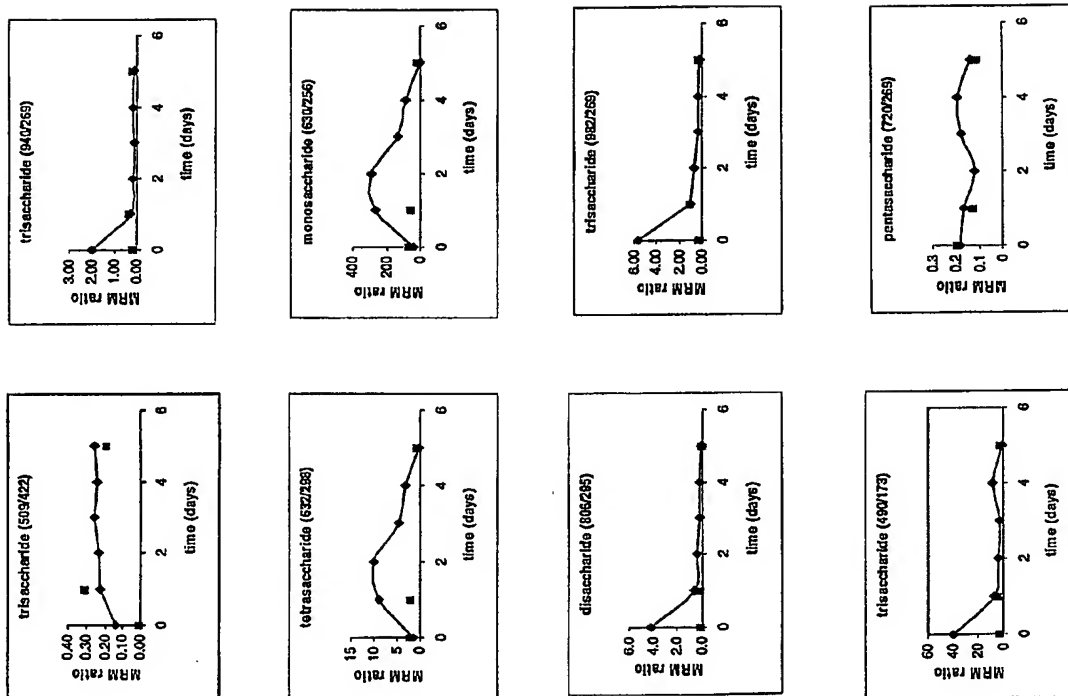 trisaccharide (509/422)
MRM ratio
0.40
0.30
0.20
0.10
0.00
0
2
4
6
time (days)
trisaccharide (940/269)
MRM ratio
3.00
2.00
1.00
0.00
0
2
4
6
time (days)
tetrasaccharide (632/298)
MRM ratio
15
10
5
0
0
2
4
6
time (days)
monosaccharide (630/256)
MRM ratio
400
200
0
0
2
4
6
time (days)
disaccharide (806/295)
MRM ratio
6.0
4.0
2.0
0.0
0
2
4
6
time (days)
trisaccharide (982/269)
MRM ratio
6.00
4.00
2.00
0.00
0
2
4
6
time (days)
trisaccharide (490/173)
MRM ratio
60
40
20
0
0
2
4
6
time (days)
pentasaccharide (720/269)
MRM ratio
0.3
0.2
0.1
0
0
2
4
6
time (days)